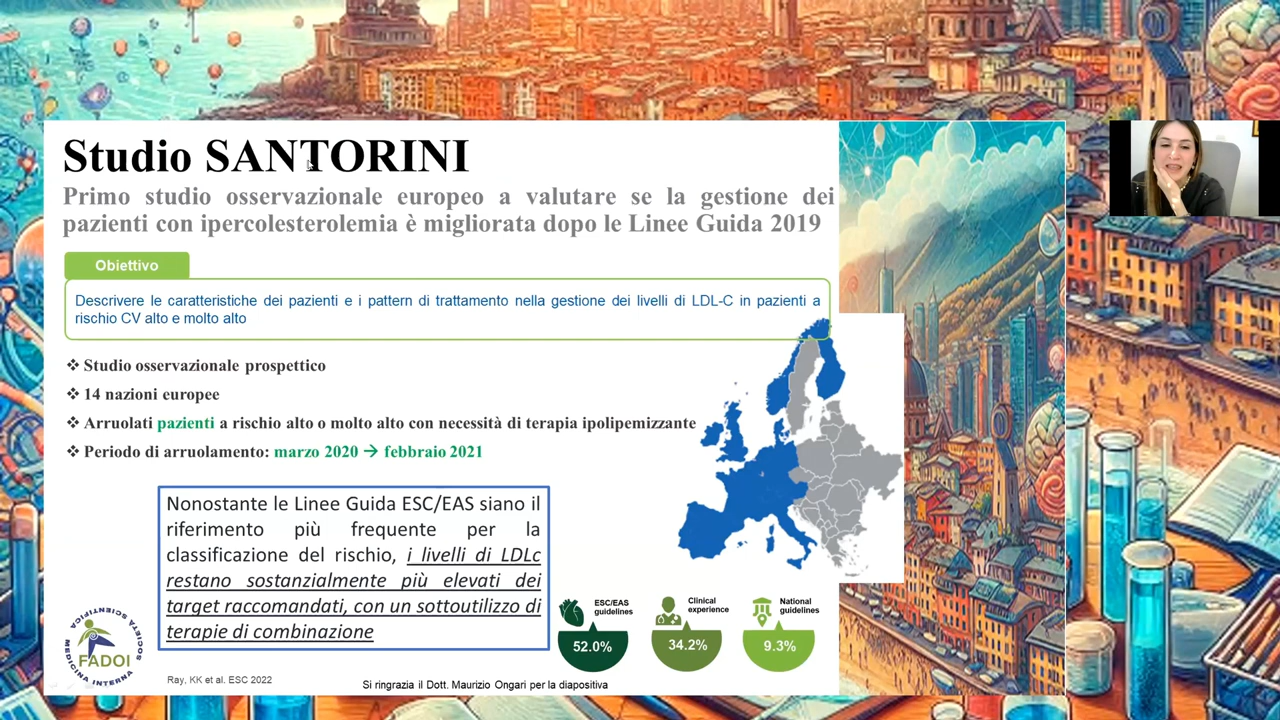 Studio SANTORINI
Primo studio osservazionale europeo a valutare se la gestione dei
pazienti con ipercolesterolemia è migliorata dopo le Linee Guida 2019
Obiettivo
Descrivere le caratteristiche dei pazienti e i pattern di trattamento nella gestione dei livelli di LDL-C in pazienti a
rischio CV alto e molto alto
❖ Studio osservazionale prospettico
❖ 14 nazioni europee
❖ Arruolati pazienti a rischio alto o molto alto con necessità di terapia ipolipemizzante
❖ Periodo di arruolamento: marzo 2020 → febbraio 2021
Nonostante le Linee Guida ESC/EAS siano il
riferimento più frequente per la
classificazione del rischio, i livelli di LDLc
restano sostanzialmente più elevati dei
target raccomandati, con un sottoutilizzo di
terapie di combinazione
ESC/EAS
guidelines
52.0%
Clinical
experience
34.2%
National
guidelines
9.3%
SOCIETÀ SCIENTIFICA
MEDICINA INTERNA
FADOI
Ray, KK et al. ESC 2022
Si ringrazia il Dott. Maurizio Ongari per la diapositiva